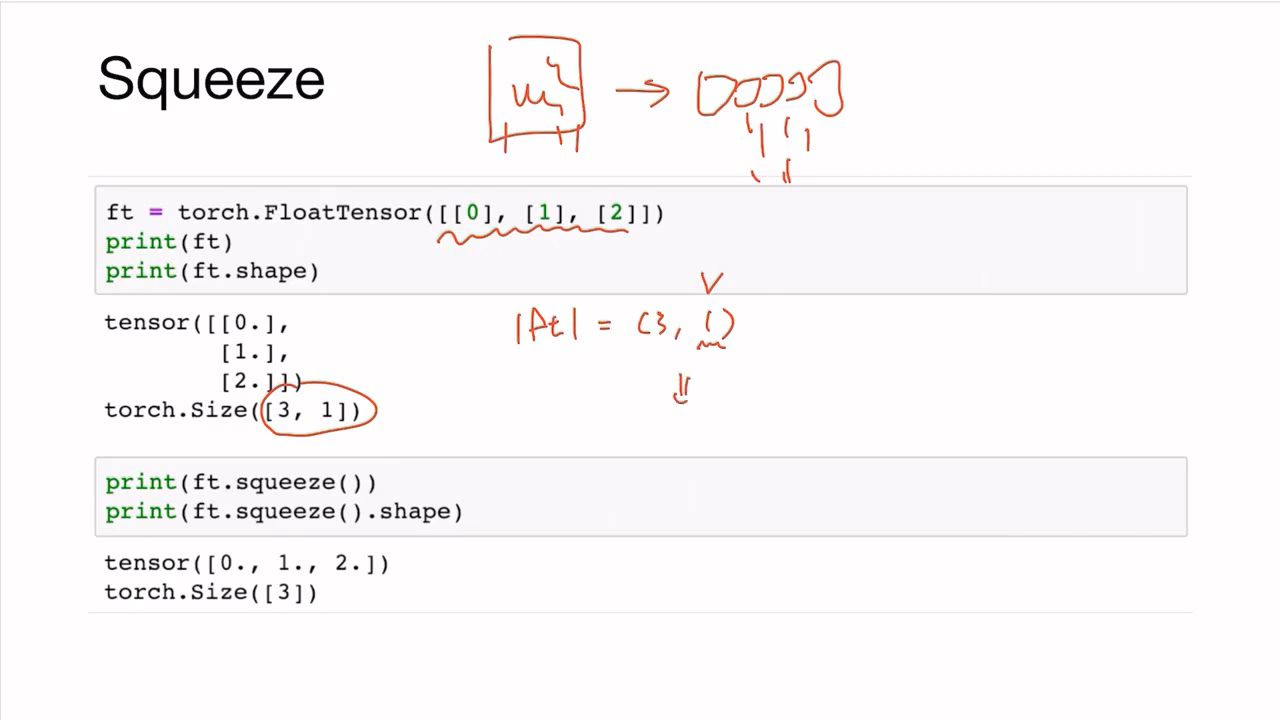 Squeeze
ft = torch.FloatTensor([[0], [1], [2]])
print(ft)
print(ft.shape)
tensor([[0.],
[1.],
[2.]])
torch.Size([3, 1])
|ft| = (3, 1)
print(ft.squeeze())
print(ft.squeeze().shape)
tensor([0., 1., 2.])
torch.Size([3])